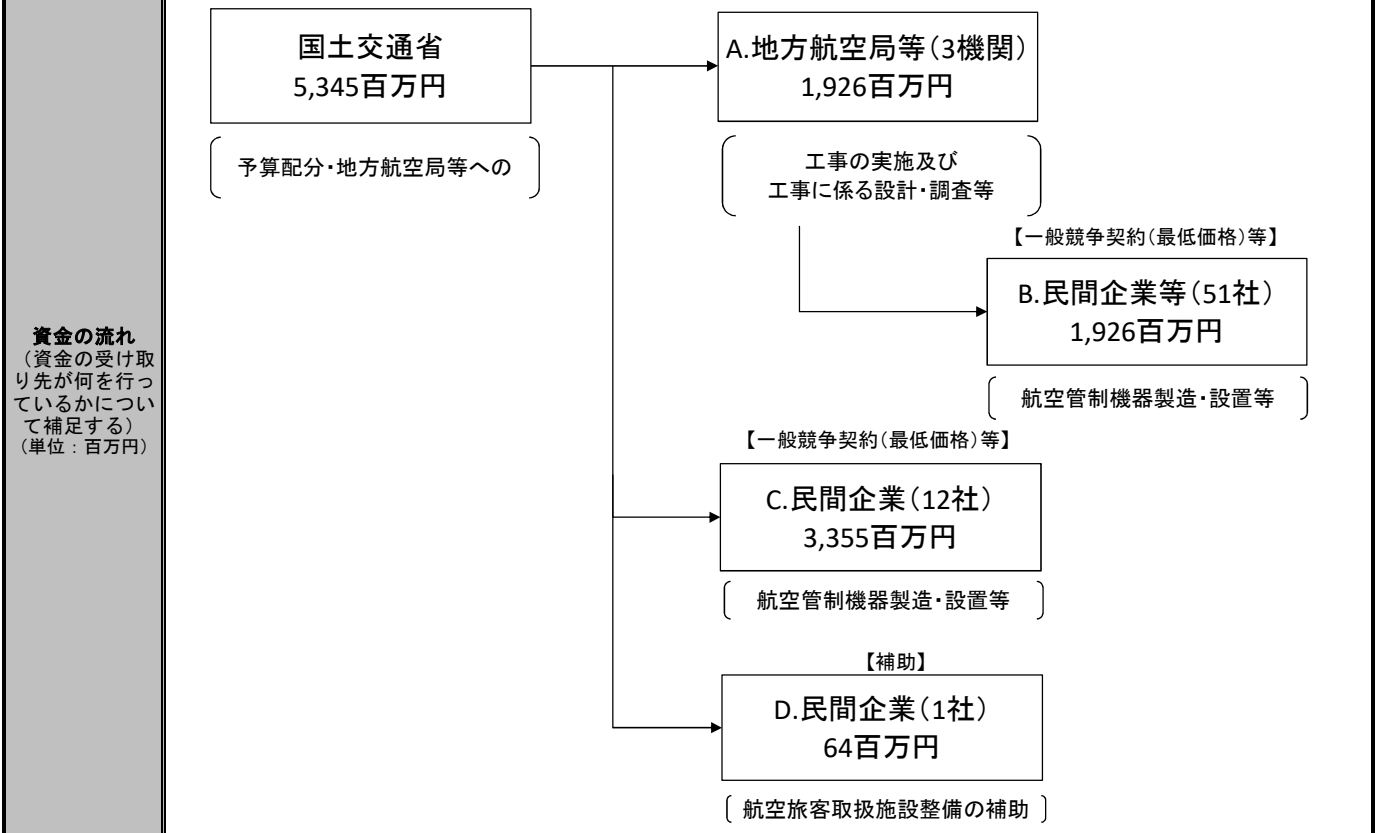 資金の流れ
（資金の受け取
り先が何を行っ
ているかについ
て補足する）
（単位：百万円）
国土交通省
5,345百万円
予算配分・地方航空局等への
A.地方航空局等（3機関）
1,926百万円
工事の実施及び
工事に係る設計・調査等
【一般競争契約（最低価格）等】
B.民間企業等（51社）
1,926百万円
航空管制機器製造・設置等
【一般競争契約（最低価格）等】
C.民間企業（12社）
3,355百万円
航空管制機器製造・設置等
【補助】
D.民間企業（1社）
64百万円
航空旅客取扱施設整備の補助